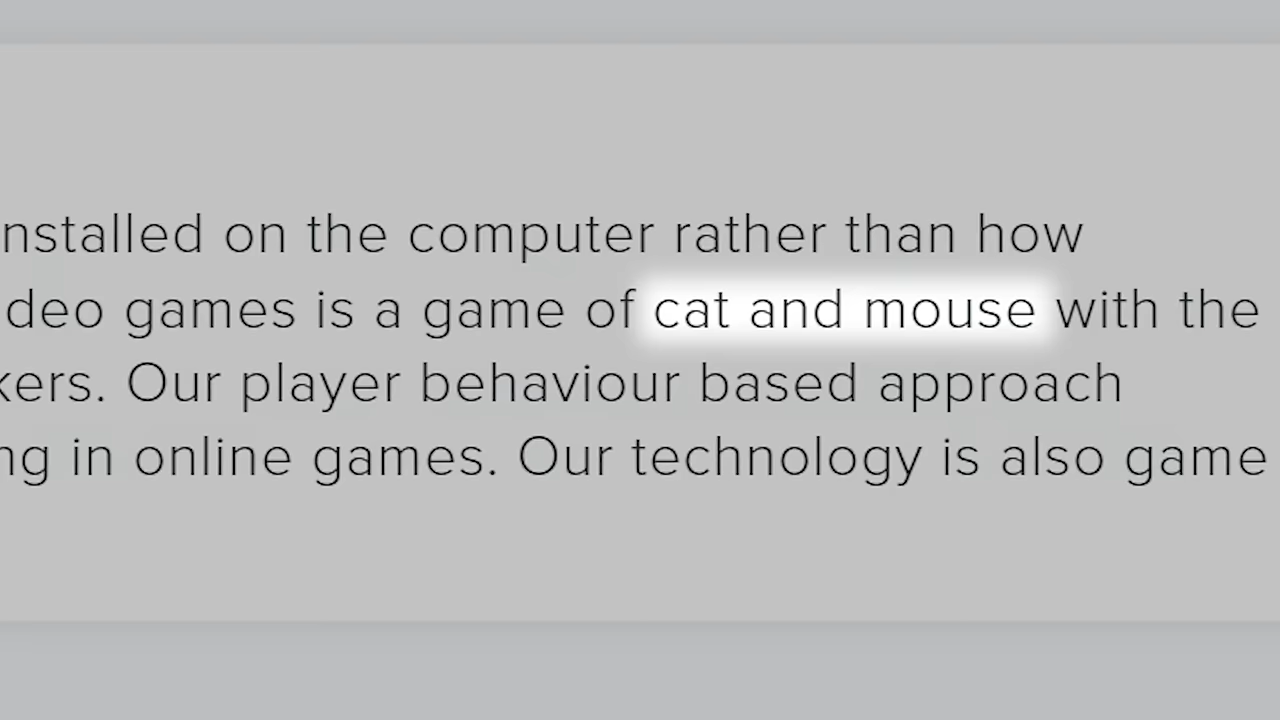 nstalled on the computer rather than how
deo games is a game of cat and mouse with the
kers. Our player behaviour based approach
ng in online games. Our technology is also game